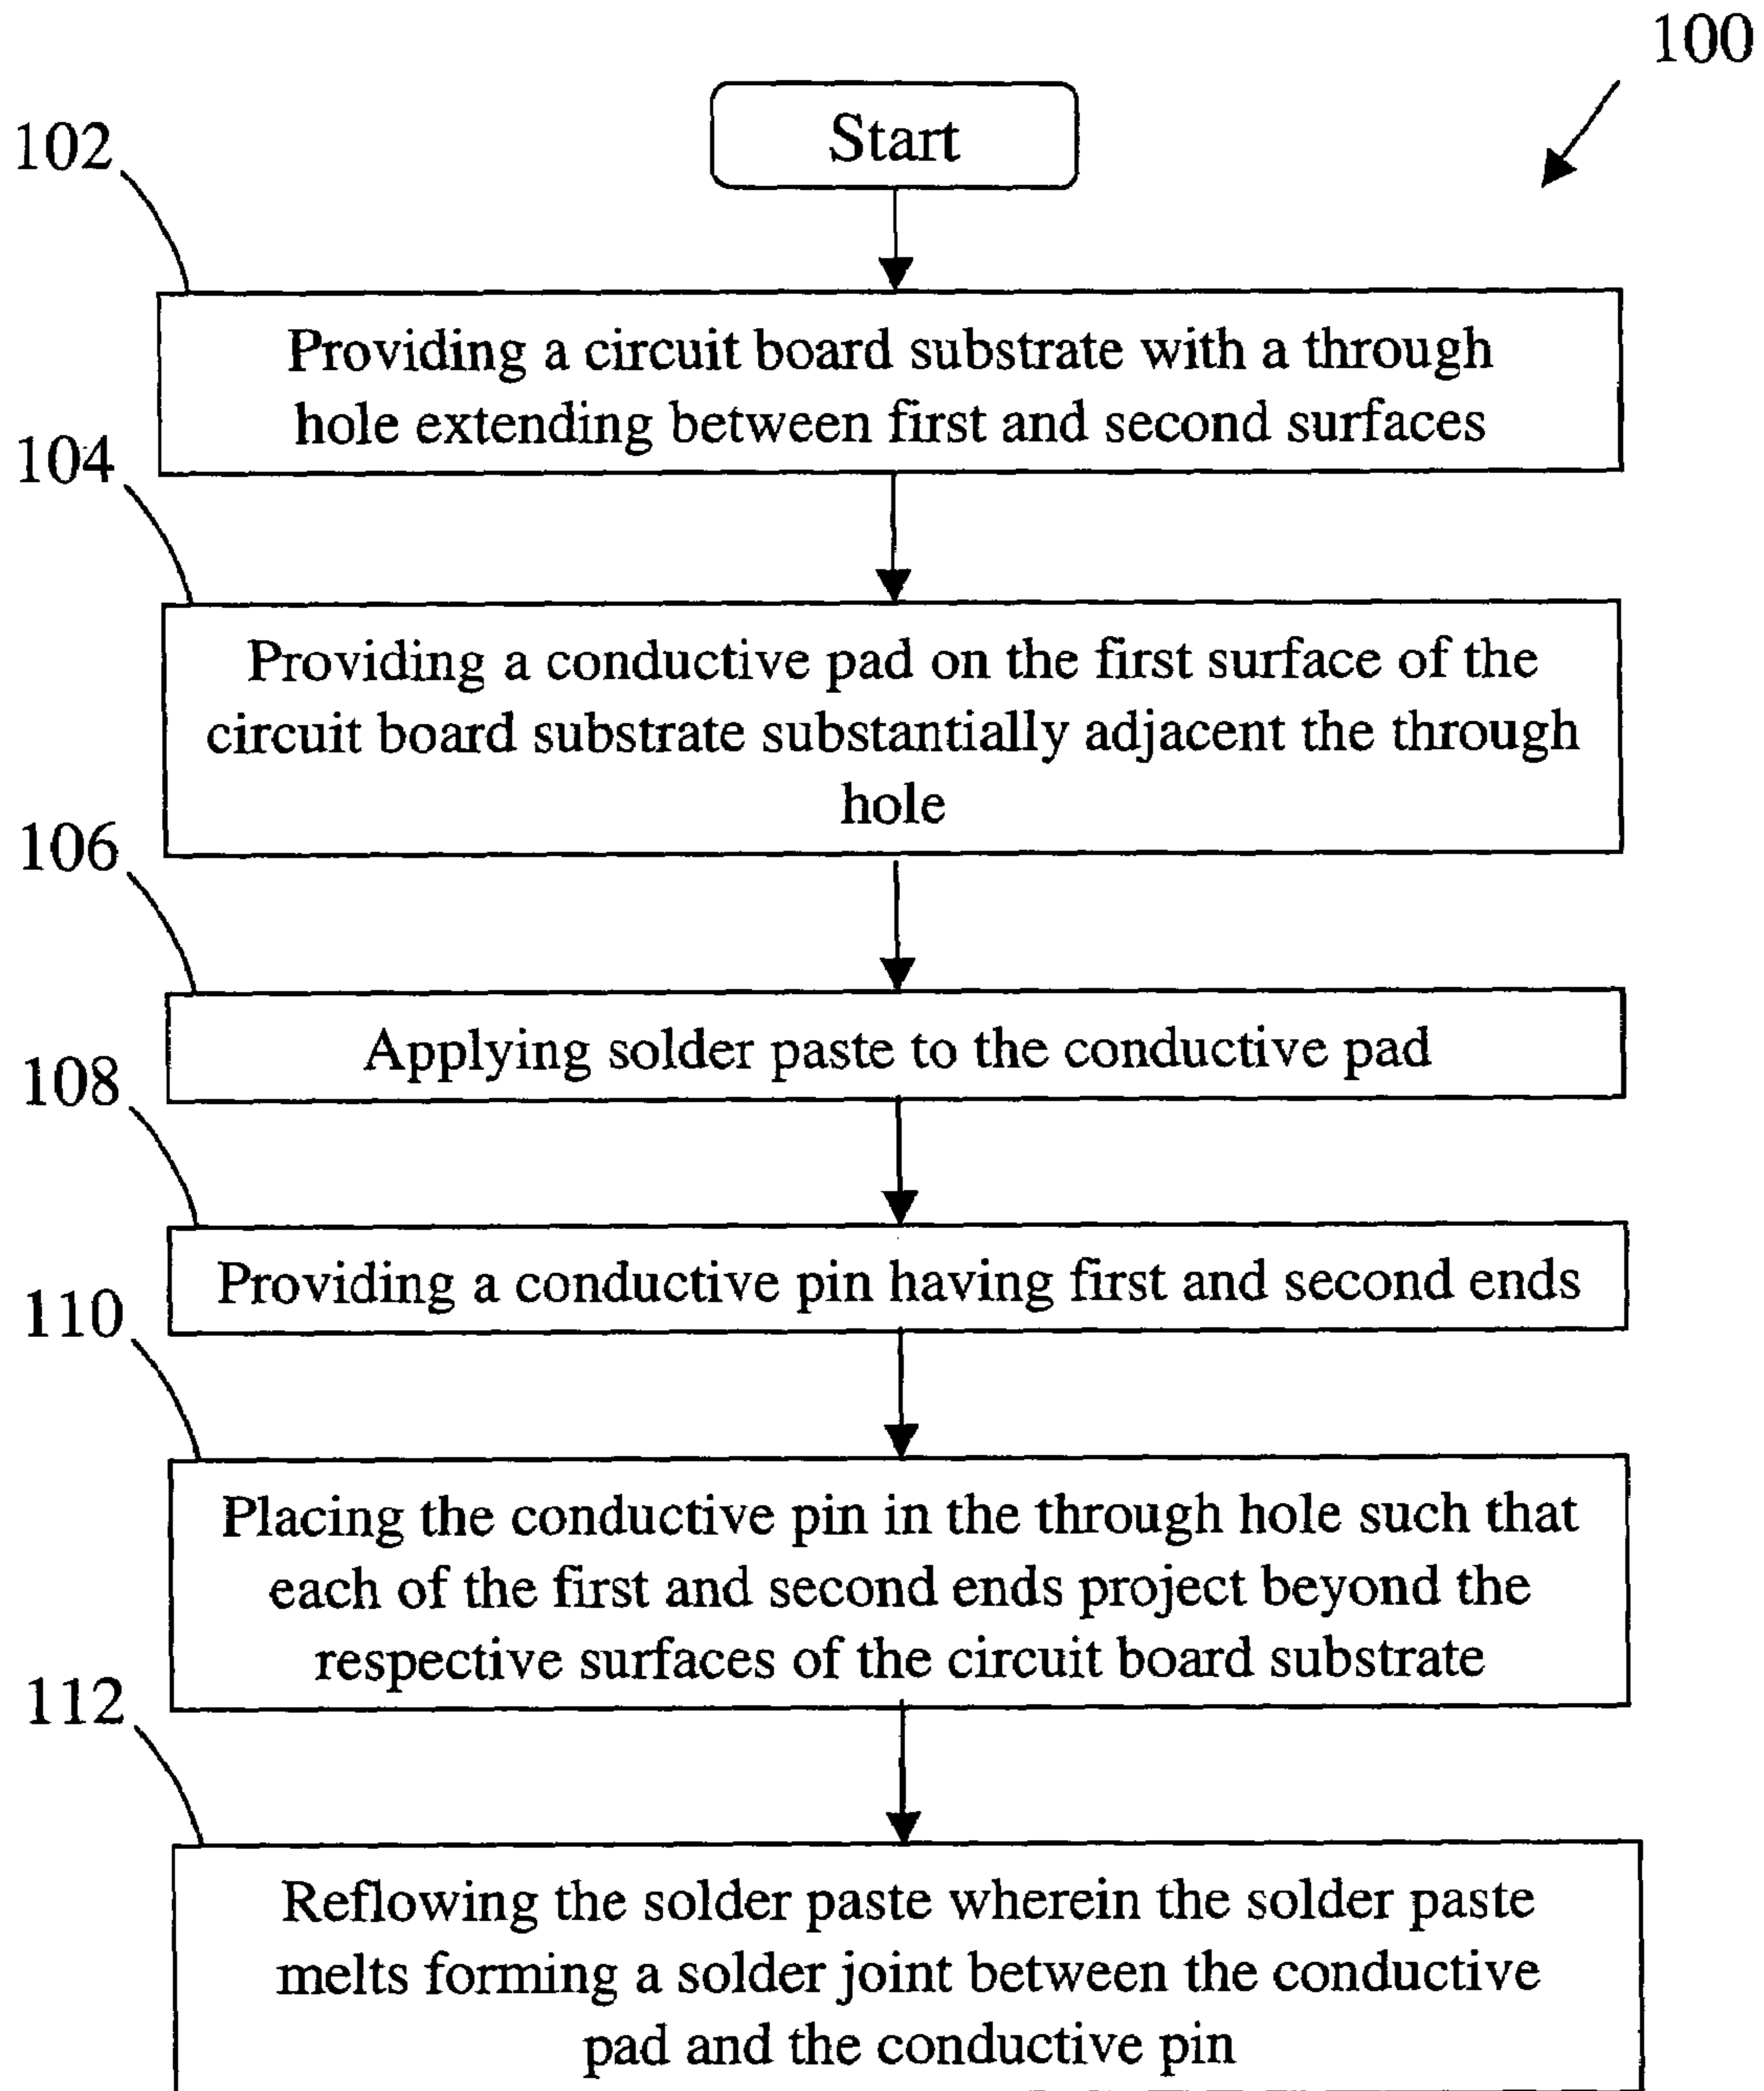 100
Start
102
Providing a circuit board substrate with a through
hole extending between first and second surfaces
104
Providing a conductive pad on the first surface of the
circuit board substrate substantially adjacent the through
hole
106
Applying solder paste to the conductive pad
108
Providing a conductive pin having first and second ends
110
Placing the conductive pin in the through hole such that
each of the first and second ends project beyond the
respective surfaces of the circuit board substrate
112
Reflowing the solder paste wherein the solder paste
melts forming a solder joint between the conductive
pad and the conductive pin